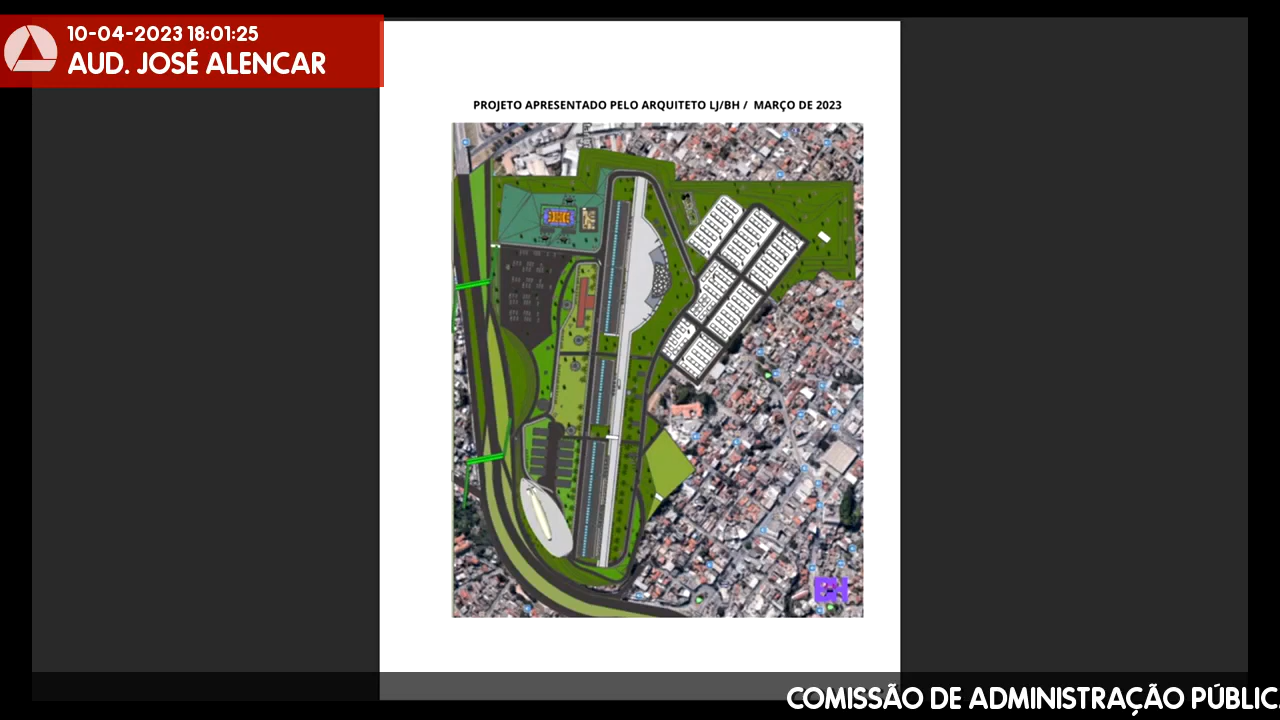 10-04-2023 18:01:25
AUD. JOSÉ ALENCAR
PROJETO APRESENTADO PELO ARQUITETO LJ/BH / MARÇO DE 2023
COMISSÃO DE ADMINISTRAÇÃO PÚBLIC